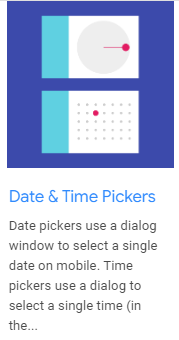 Date & Time Pickers
Date pickers use a dialog
window to select a single
date on mobile. Time
pickers use a dialog to
select a single time (in
the...